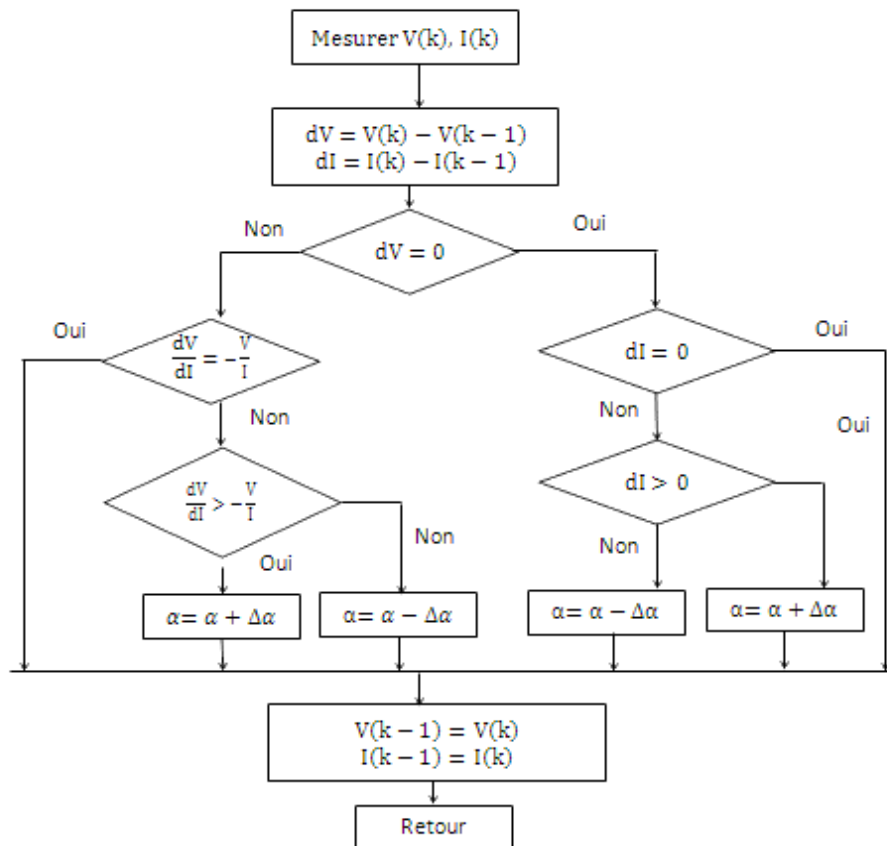 Mesurer V(k), I(k)
dV = V(k) − V(k − 1)
dI = I(k) − I(k − 1)
Non
Oui
dV = 0
Oui
dV/dI = −V/I
dI = 0
Oui
Non
Non
Oui
dV/dI > −V/I
dI > 0
Non
Non
Oui
α= α + Δα
α= α − Δα
α= α − Δα
α= α + Δα
V(k − 1) = V(k)
I(k − 1) = I(k)
Retour